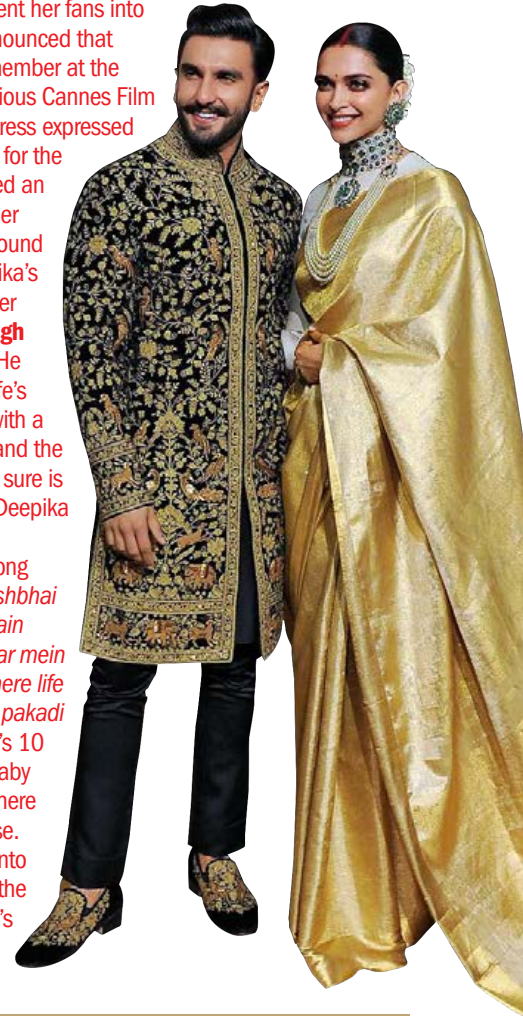 ent her fans into
nounced that
ember at the
ious Cannes Film
ress expressed
for the
ed an
er
ound
ika's
er
gh
He
fe's
with a
and the
sure is
Deepika
ong
shbhai
ain
ar mein
here life
pakadi
's 10
aby
here
se.
nto
the
's